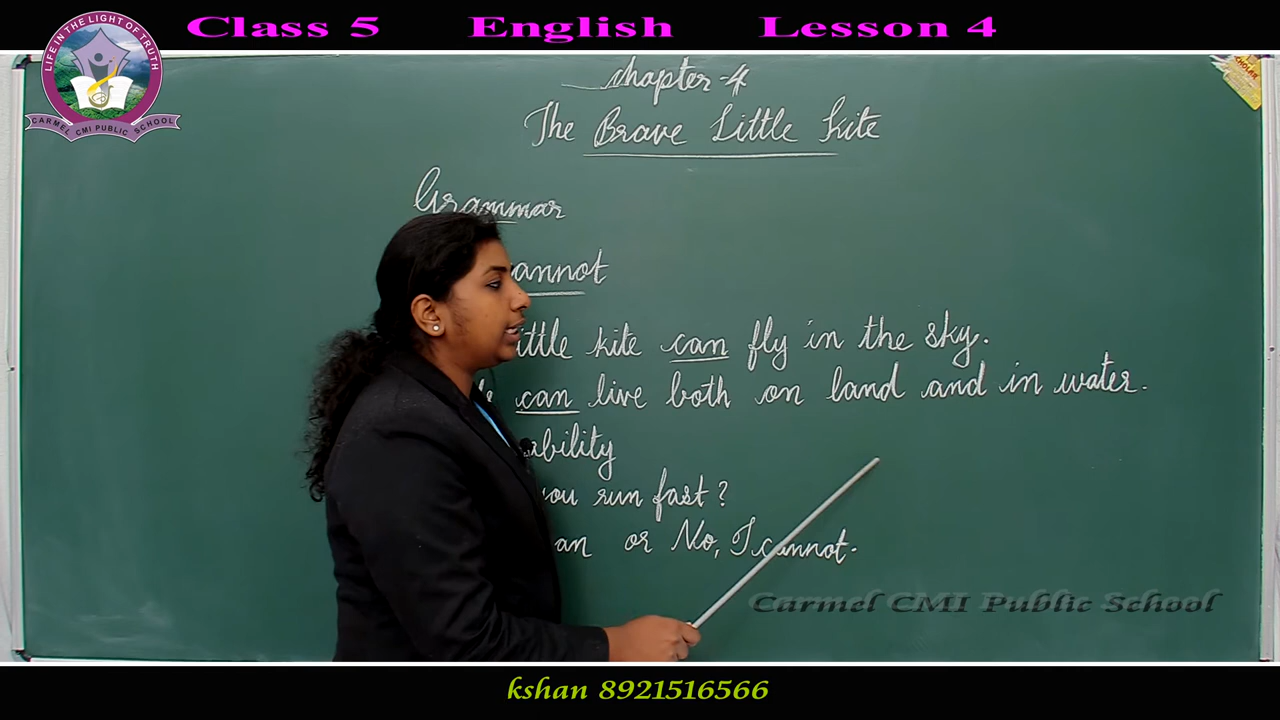 Class 5 English Lesson 4
LIFE IN THE LIGHT OF TRUTH
CARMEL CMI PUBLIC SCHOOL
Chapter-4
The Brave Little Kite
Grammar
annot
ittle kite can fly in the sky.
can live both on land and in water.
ability
you run fast?
an or No, I cannot.
Carmel CMI Public School
kshan 8921516566